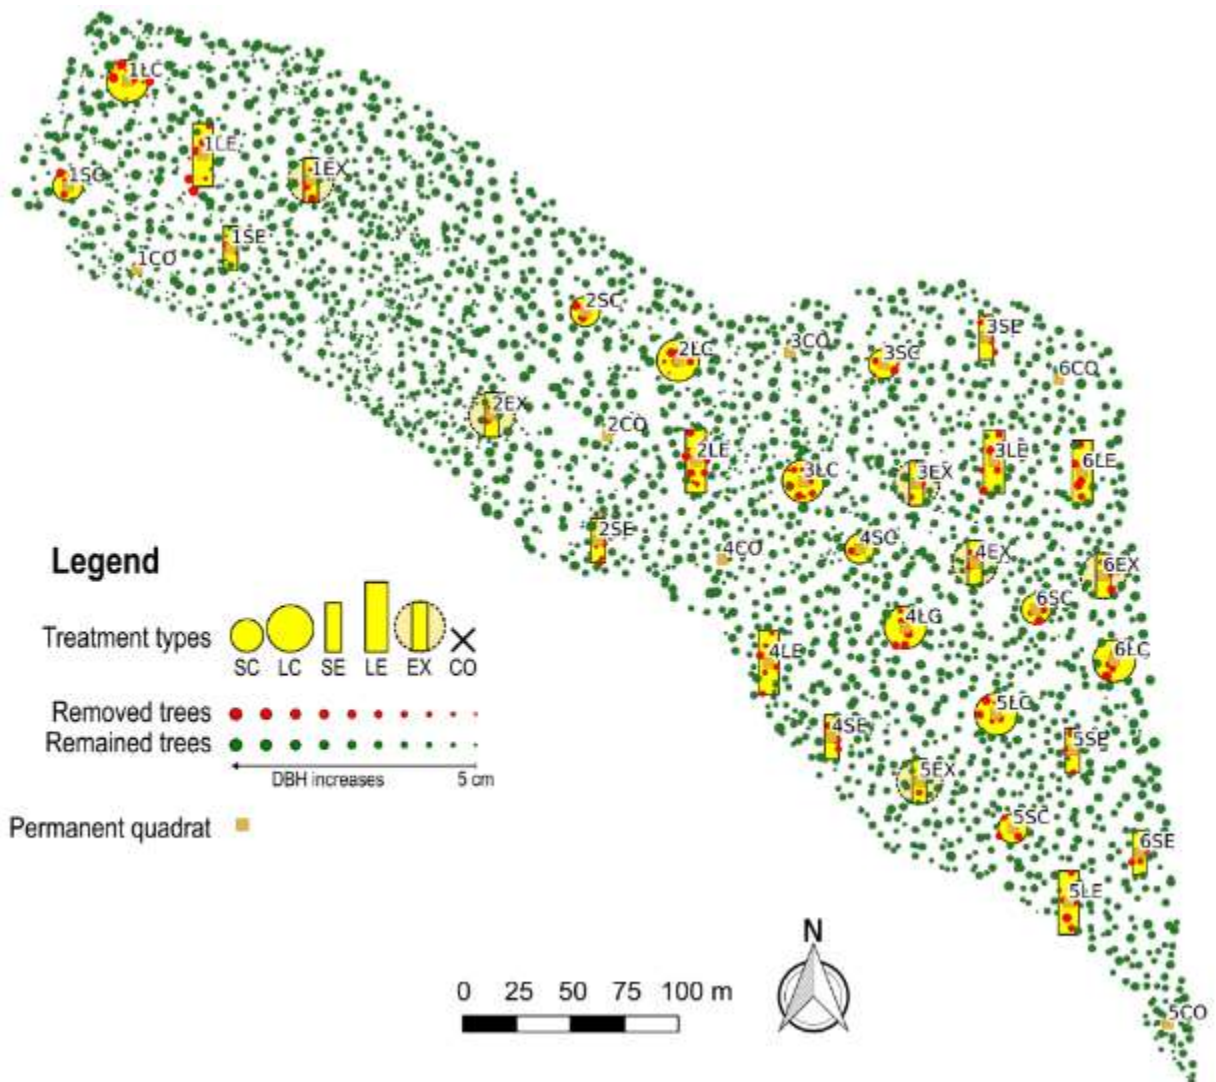 1LC
1LE
1SC
1EX
1SE
1CO
2SC
3SE
2LC
3CO
3SC
6CO
2EX
2CO
2LE
3LE
6LE
3LC
3EX
2SE
4SC
4CO
4EX
6EX
6SC
4LC
4LE
6LC
5LC
4SE
5SE
5EX
5SC
6SE
5LE
5CO
Legend
Treatment types
SC LC SE LE EX CO
Removed trees
Remained trees
DBH increases 5 cm
Permanent quadrat
N
0 25 50 75 100 m